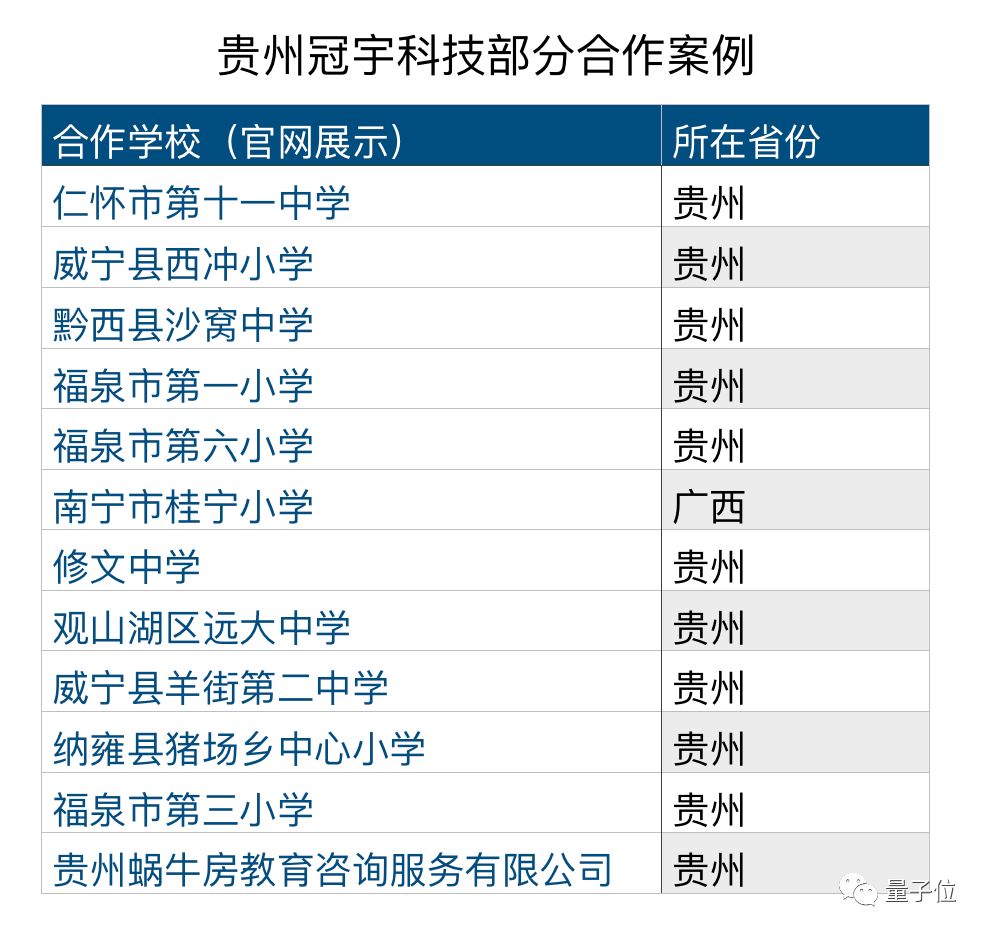 贵州冠宇科技部分合作案例
合作学校（官网展示） 所在省份
仁怀市第十一中学 贵州
威宁县西冲小学 贵州
黔西县沙窝中学 贵州
福泉市第一小学 贵州
福泉市第六小学 贵州
南宁市桂宁小学 广西
修文中学 贵州
观山湖区远大中学 贵州
威宁县羊街第二中学 贵州
纳雍县猪场乡中心小学 贵州
福泉市第三小学 贵州
贵州蜗牛房教育咨询服务有限公司 贵州
量子位